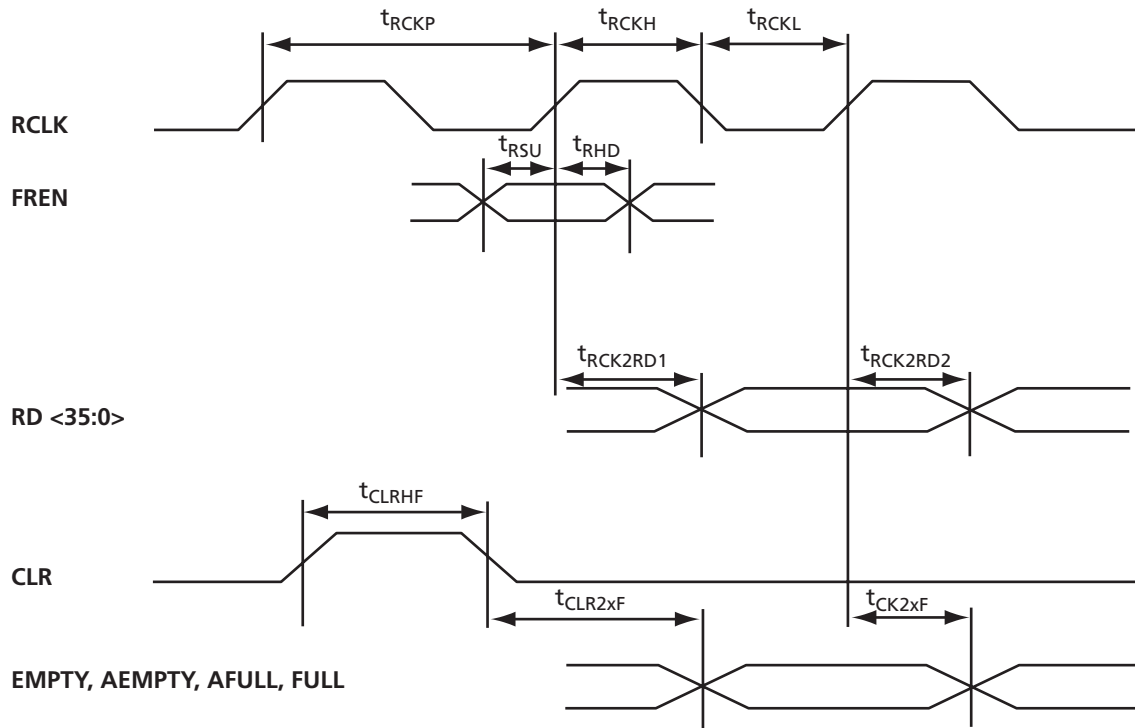 tRCKP tRCKH tRCKL
RCLK
tRSU tRHD
FREN
tRCK2RD1 tRCK2RD2
RD <35:0>
tCLRHF
CLR
tCLR2xF tCK2xF
EMPTY, AEMPTY, AFULL, FULL